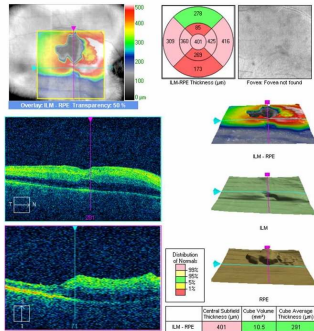 500
400
300
200
100
0 µm
Overlay: ILM - RPE Transparency: 50 %
278
85
309 360 401 425 416
289
173
ILM-RPE Thickness (µm)
Fovea: Fovea not found
T N
ILM - RPE
ILM
RPE
Distribution
of Normals
99%
95%
5%
1%
Central Subfield Thickness (µm) Cube Volume (mm³) Cube Average Thickness (µm)
ILM - RPE 401 10.5 291